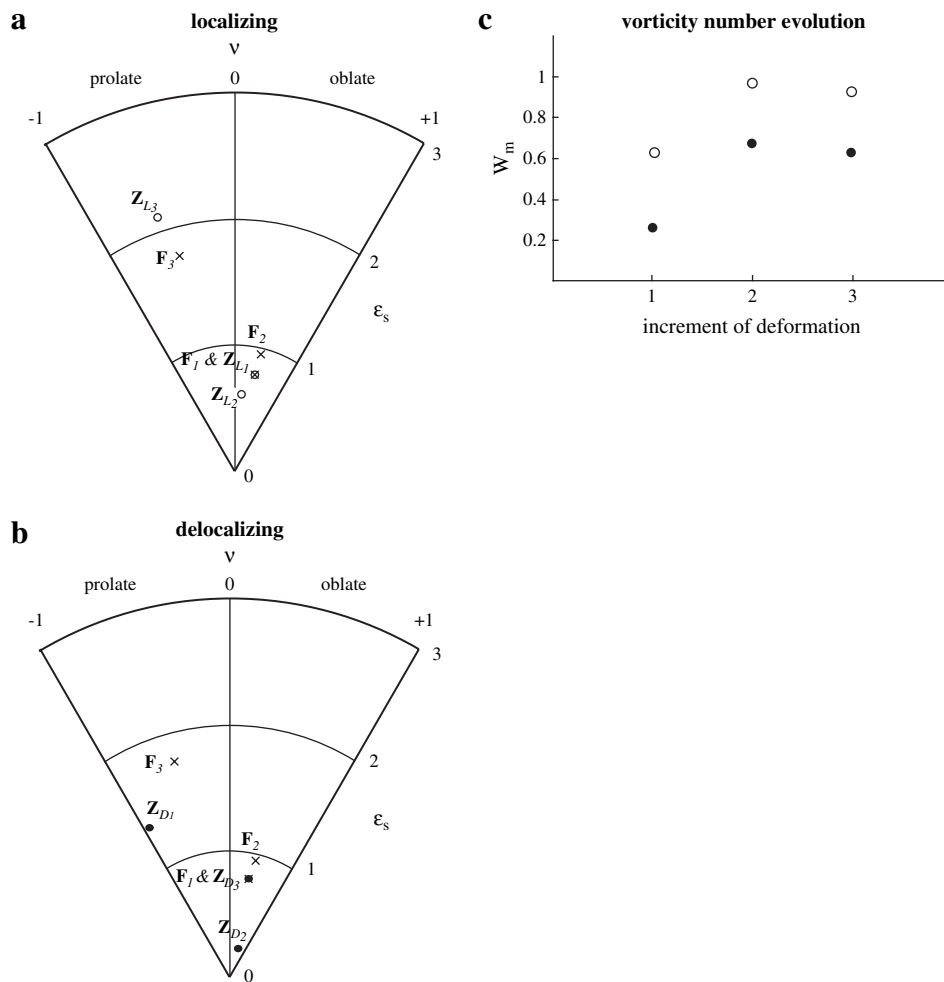 a
localizing
ν
prolate 0 oblate
-1 +1
3
Z_L3
F_3
2
ε_s
F_2
F_1 & Z_L1
1
Z_L2
0
b
delocalizing
ν
prolate 0 oblate
-1 +1
3
F_3
2
Z_D1
ε_s
F_2
F_1 & Z_D3
1
Z_D2
0
c
vorticity number evolution
W_m
1
0.8
0.6
0.4
0.2
1 2 3
increment of deformation